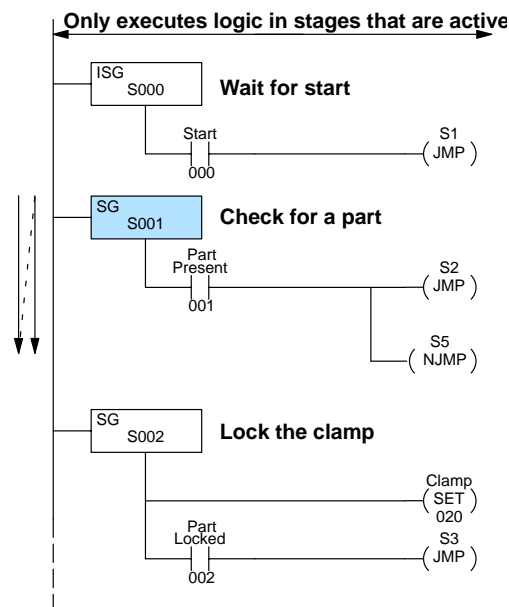 Only executes logic in stages that are active
ISG
S000
Wait for start
Start
000
S1
JMP
SG
S001
Check for a part
Part
Present
001
S2
JMP
S5
NJMP
SG
S002
Lock the clamp
Clamp
SET
020
Part
Locked
002
S3
JMP